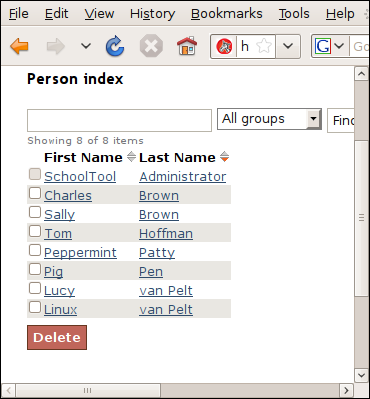 File Edit View History Bookmarks Tools Help
h G Go
Person index
All groups Find
Showing 8 of 8 items
First Name Last Name
SchoolTool Administrator
Charles Brown
Sally Brown
Tom Hoffman
Peppermint Patty
Pig Pen
Lucy van Pelt
Linux van Pelt
Delete